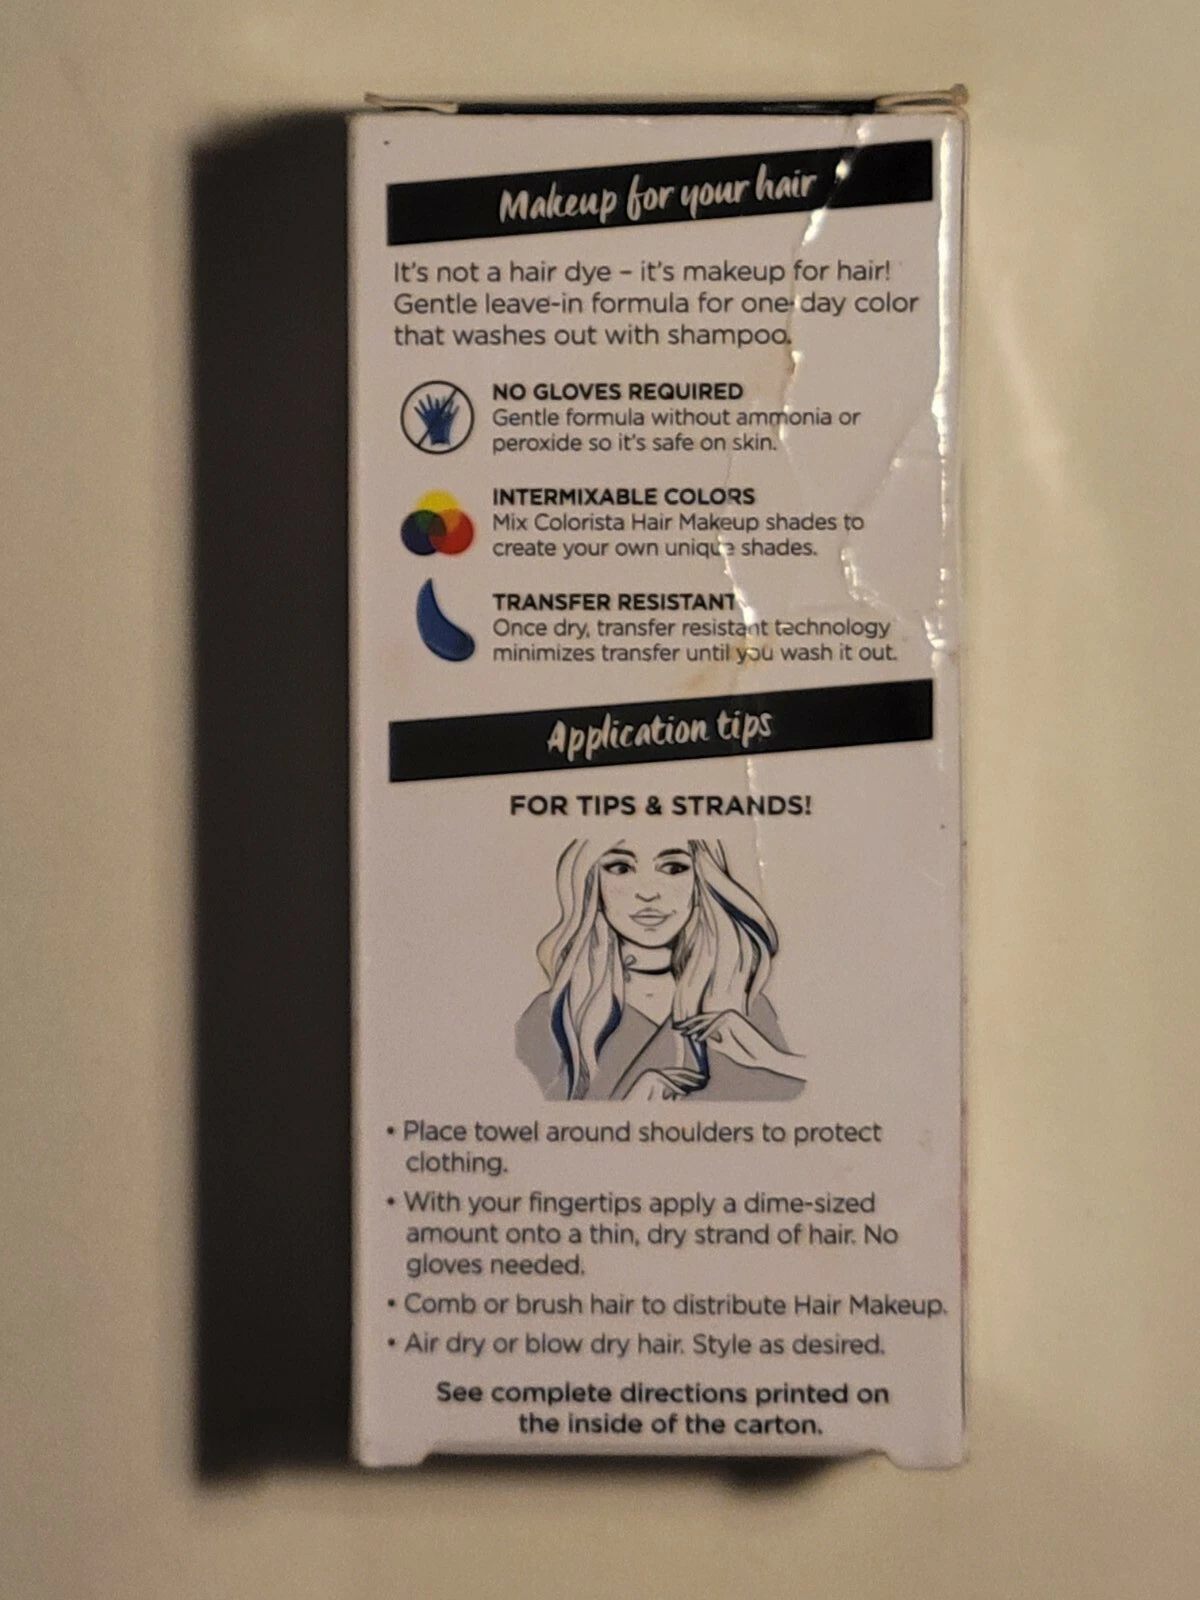 Makeup for your hair
It's not a hair dye – it's makeup for hair!
Gentle leave-in formula for one-day color
that washes out with shampoo.
NO GLOVES REQUIRED
Gentle formula without ammonia or
peroxide so it's safe on skin.
INTERMIXABLE COLORS
Mix Colorista Hair Makeup shades to
create your own unique shades.
TRANSFER RESISTANT
Once dry, transfer resistant technology
minimizes transfer until you wash it out.
Application tips
FOR TIPS & STRANDS!
• Place towel around shoulders to protect
clothing.
• With your fingertips apply a dime-sized
amount onto a thin, dry strand of hair. No
gloves needed.
• Comb or brush hair to distribute Hair Makeup.
• Air dry or blow dry hair. Style as desired.
See complete directions printed on
the inside of the carton.